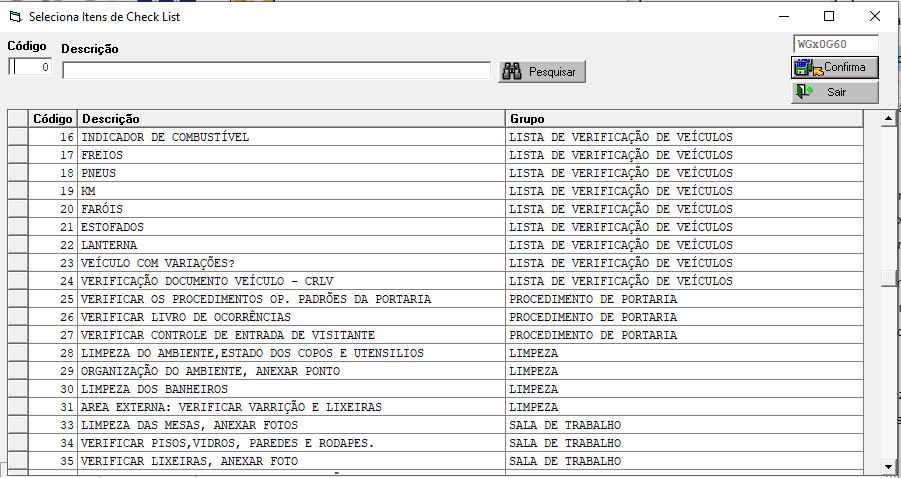 Seleciona Itens de Check List
Código
Descrição
WGx0G60
0
Pesquisar
Confirma
Sair
Código Descrição Grupo
16 INDICADOR DE COMBUSTÍVEL LISTA DE VERIFICAÇÃO DE VEÍCULOS
17 FREIOS LISTA DE VERIFICAÇÃO DE VEÍCULOS
18 PNEUS LISTA DE VERIFICAÇÃO DE VEÍCULOS
19 KM LISTA DE VERIFICAÇÃO DE VEÍCULOS
20 FARÓIS LISTA DE VERIFICAÇÃO DE VEÍCULOS
21 ESTOFADOS LISTA DE VERIFICAÇÃO DE VEÍCULOS
22 LANTERNA LISTA DE VERIFICAÇÃO DE VEÍCULOS
23 VEÍCULO COM VARIAÇÕES? LISTA DE VERIFICAÇÃO DE VEÍCULOS
24 VERIFICAÇÃO DOCUMENTO VEÍCULO - CRLV LISTA DE VERIFICAÇÃO DE VEÍCULOS
25 VERIFICAR OS PROCEDIMENTOS OP. PADRÕES DA PORTARIA PROCEDIMENTO DE PORTARIA
26 VERIFICAR LIVRO DE OCORRÊNCIAS PROCEDIMENTO DE PORTARIA
27 VERIFICAR CONTROLE DE ENTRADA DE VISITANTE PROCEDIMENTO DE PORTARIA
28 LIMPEZA DO AMBIENTE,ESTADO DOS COPOS E UTENSILIOS LIMPEZA
29 ORGANIZAÇÃO DO AMBIENTE, ANEXAR PONTO LIMPEZA
30 LIMPEZA DOS BANHEIROS LIMPEZA
31 AREA EXTERNA: VERIFICAR VARRIÇÃO E LIXEIRAS LIMPEZA
33 LIMPEZA DAS MESAS, ANEXAR FOTOS SALA DE TRABALHO
34 VERIFICAR PISOS,VIDROS, PAREDES E RODAPES. SALA DE TRABALHO
35 VERIFICAR LIXEIRAS, ANEXAR FOTO SALA DE TRABALHO